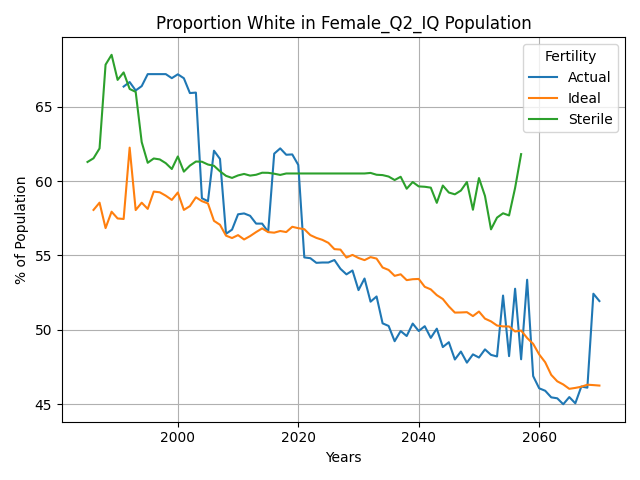 Proportion White in Female_Q2_IQ Population
% of Population
65
60
55
50
45
2000
2020
2040
2060
Years
Fertility
Actual
Ideal
Sterile